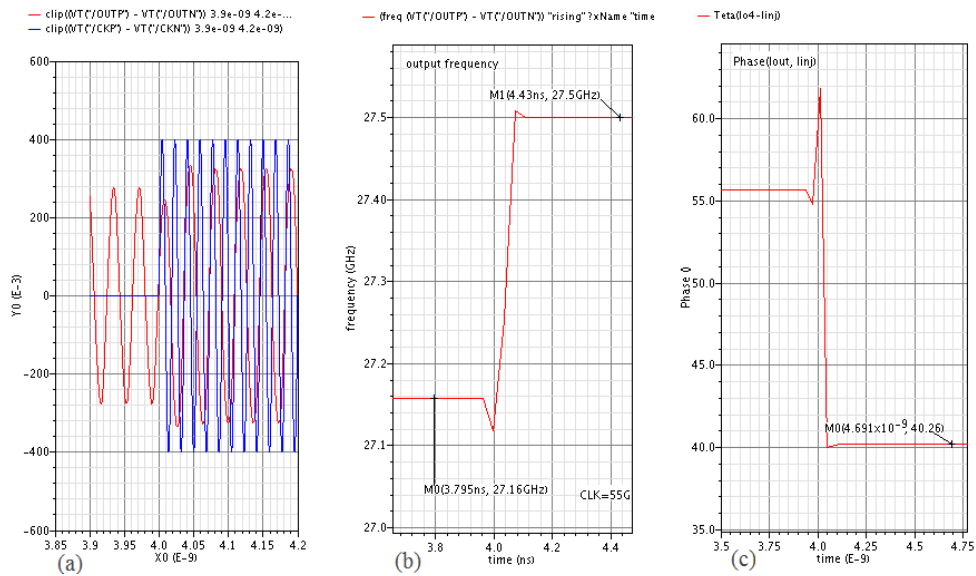 clip((VT("/OUTP") - VT("/OUTN")) 3.9e-09 4.2e-...
clip((VT("/CKP") - VT("/CKN")) 3.9e-09 4.2e-09)
600
400
200
0
-200
-400
-600
Y0 (E-3)
3.85
3.9
3.95
4.0
4.05
4.1
4.15
4.2
X0 (E-9)
(a)
(freq (VT("/OUTP") - VT("/OUTN")) "rising" ?xName "time
output frequency
M1(4.43ns, 27.5GHz)
27.5
27.40
27.3
27.2
27.1
27.0
frequency (GHz)
M0(3.795ns, 27.16GHz)
CLK=55G
3.8
4.0
4.2
4.4
time (ns)
(b)
Teta(Io4-Iinj)
Phase(Iout, Iinj)
60.0
55.0
50.0
45.0
40.0
35.0
Phase ()
M0(4.691x10⁻⁹, 40.26)
3.5
3.75
4.0
4.25
4.5
4.75
time (E-9)
(c)